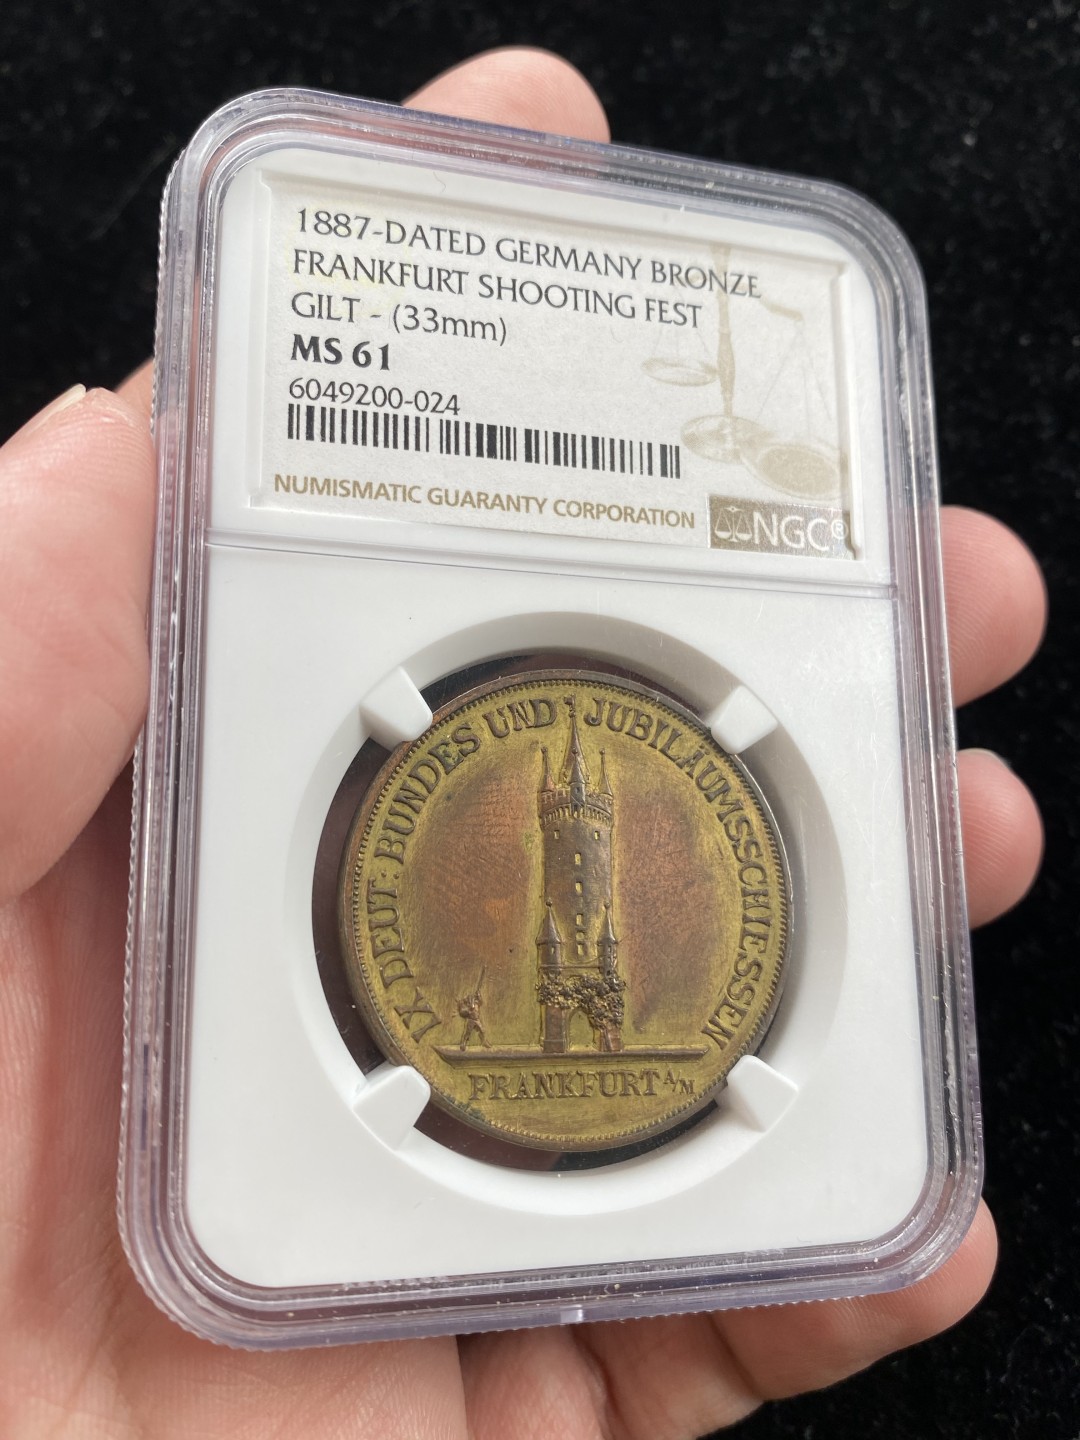 1887-DATED GERMANY BRONZE
FRANKFURT SHOOTING FEST
GILT - (33mm)
MS 61
6049200-024
NUMISMATIC GUARANTY CORPORATION
NGC®
IX. DEUT. BUNDES UND JUBILÄUMSSCHIESSEN
FRANKFURT A/M